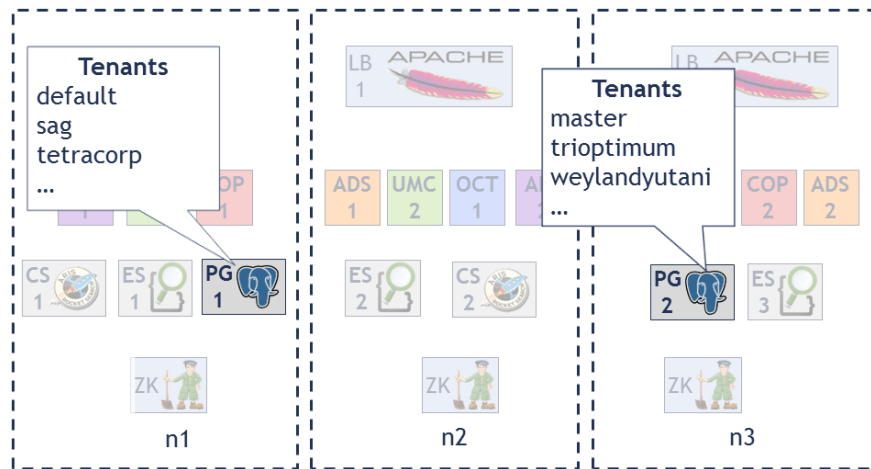 Tenants
default
sag
tetracorp
...
LB
1
APACHE
LB
APACHE
Tenants
master
trioptimum
weylandyutani
...
1
OP
1
ADS
1
UMC
2
OCT
1
COP
2
ADS
2
CS
1
ES
1
PG
1
ES
2
CS
2
PG
2
ES
3
ZK
ZK
ZK
n1
n2
n3